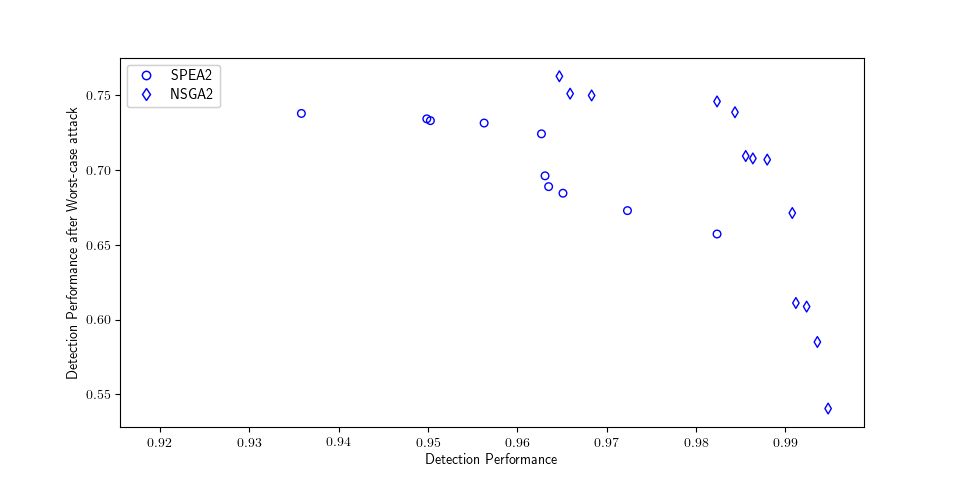 SPEA2
NSGA2
0.75
0.70
0.65
0.60
0.55
Detection Performance after Worst-case attack
0.92 0.93 0.94 0.95 0.96 0.97 0.98 0.99
Detection Performance